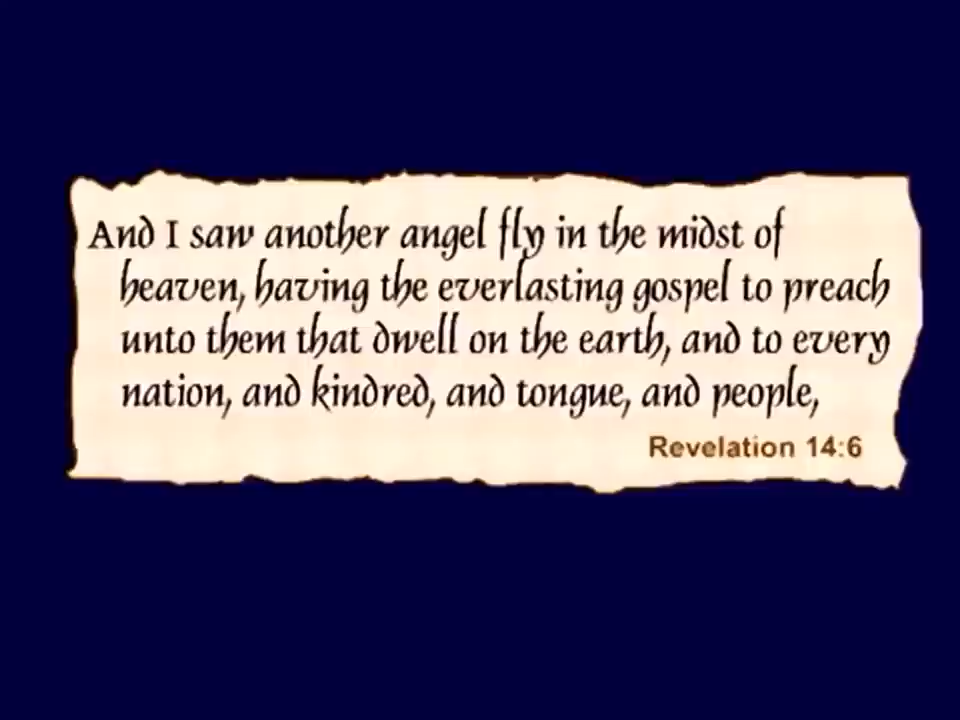 And I saw another angel fly in the midst of
heaven, having the everlasting gospel to preach
unto them that dwell on the earth, and to every
nation, and kindred, and tongue, and people,
Revelation 14:6